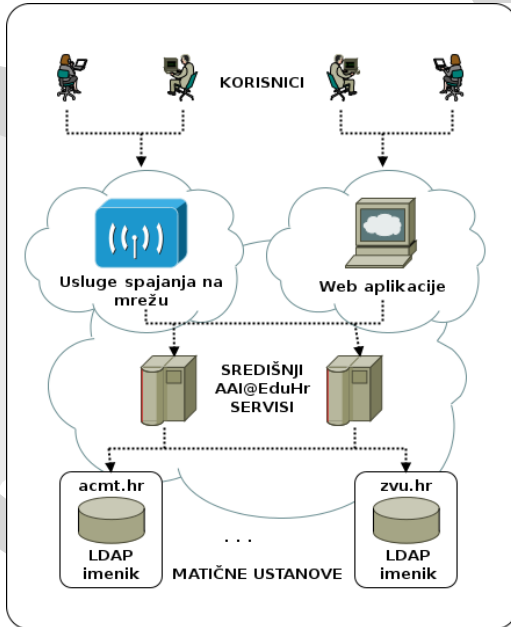 KORISNICI
Usluge spajanja na
mrežu
Web aplikacije
SREDIŠNJI
AAI@EduHr
SERVISI
acmt.hr
LDAP
imenik
. . .
zvu.hr
LDAP
imenik
MATIČNE USTANOVE